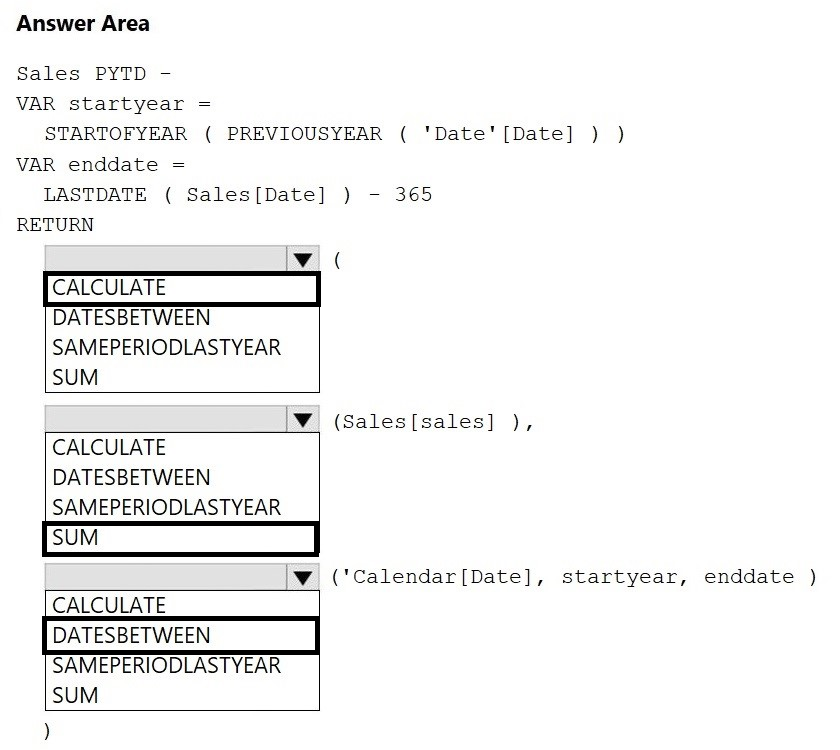 Answer Area
Sales PYTD -
VAR startyear =
STARTOFYEAR ( PREVIOUSYEAR ( 'Date'[Date] ) )
VAR enddate =
LASTDATE ( Sales[Date] ) - 365
RETURN
(
CALCULATE
DATESBETWEEN
SAMEPERIODLASTYEAR
SUM
(Sales[sales] ),
CALCULATE
DATESBETWEEN
SAMEPERIODLASTYEAR
SUM
('Calendar[Date], startyear, enddate )
CALCULATE
DATESBETWEEN
SAMEPERIODLASTYEAR
SUM
)